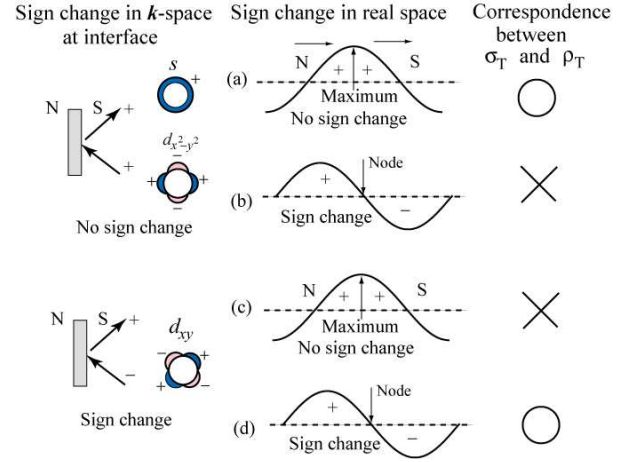 Sign change in k-space
at interface
Sign change in real space
Correspondence
between
σT and ρT
N S +
+
s
+
dx²-y²
−
+ +
−
No sign change
(a)
N S
+ +
Maximum
No sign change
(b)
Node
+
−
Sign change
N S +
−
dxy
− +
+ −
Sign change
(c)
N S
+ +
Maximum
No sign change
(d)
Node
+
−
Sign change